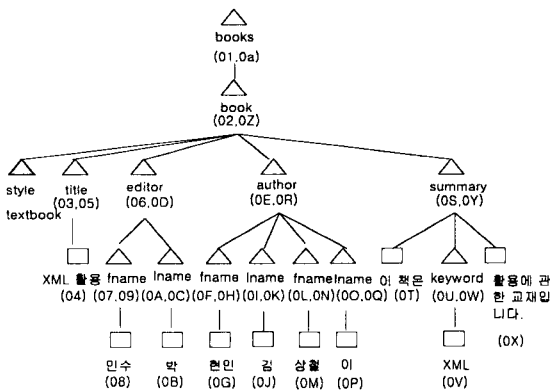 books
(01,0a)
book
(02,0Z)
style title editor author summary
textbook (03,05) (06,0D) (0E,0R) (0S,0Y)
XML 활용 fname lname fname lname fname lname 이 책은 keyword 활용에 관
(04) (07,09) (0A,0C) (0F,0H) (0I,0K) (0L,0N) (0O,0Q) (0T) (0U,0W) 한 교재입
니다.
(0X)
민수 박 현인 김 상철 이 XML
(08) (0B) (0G) (0J) (0M) (0P) (0V)